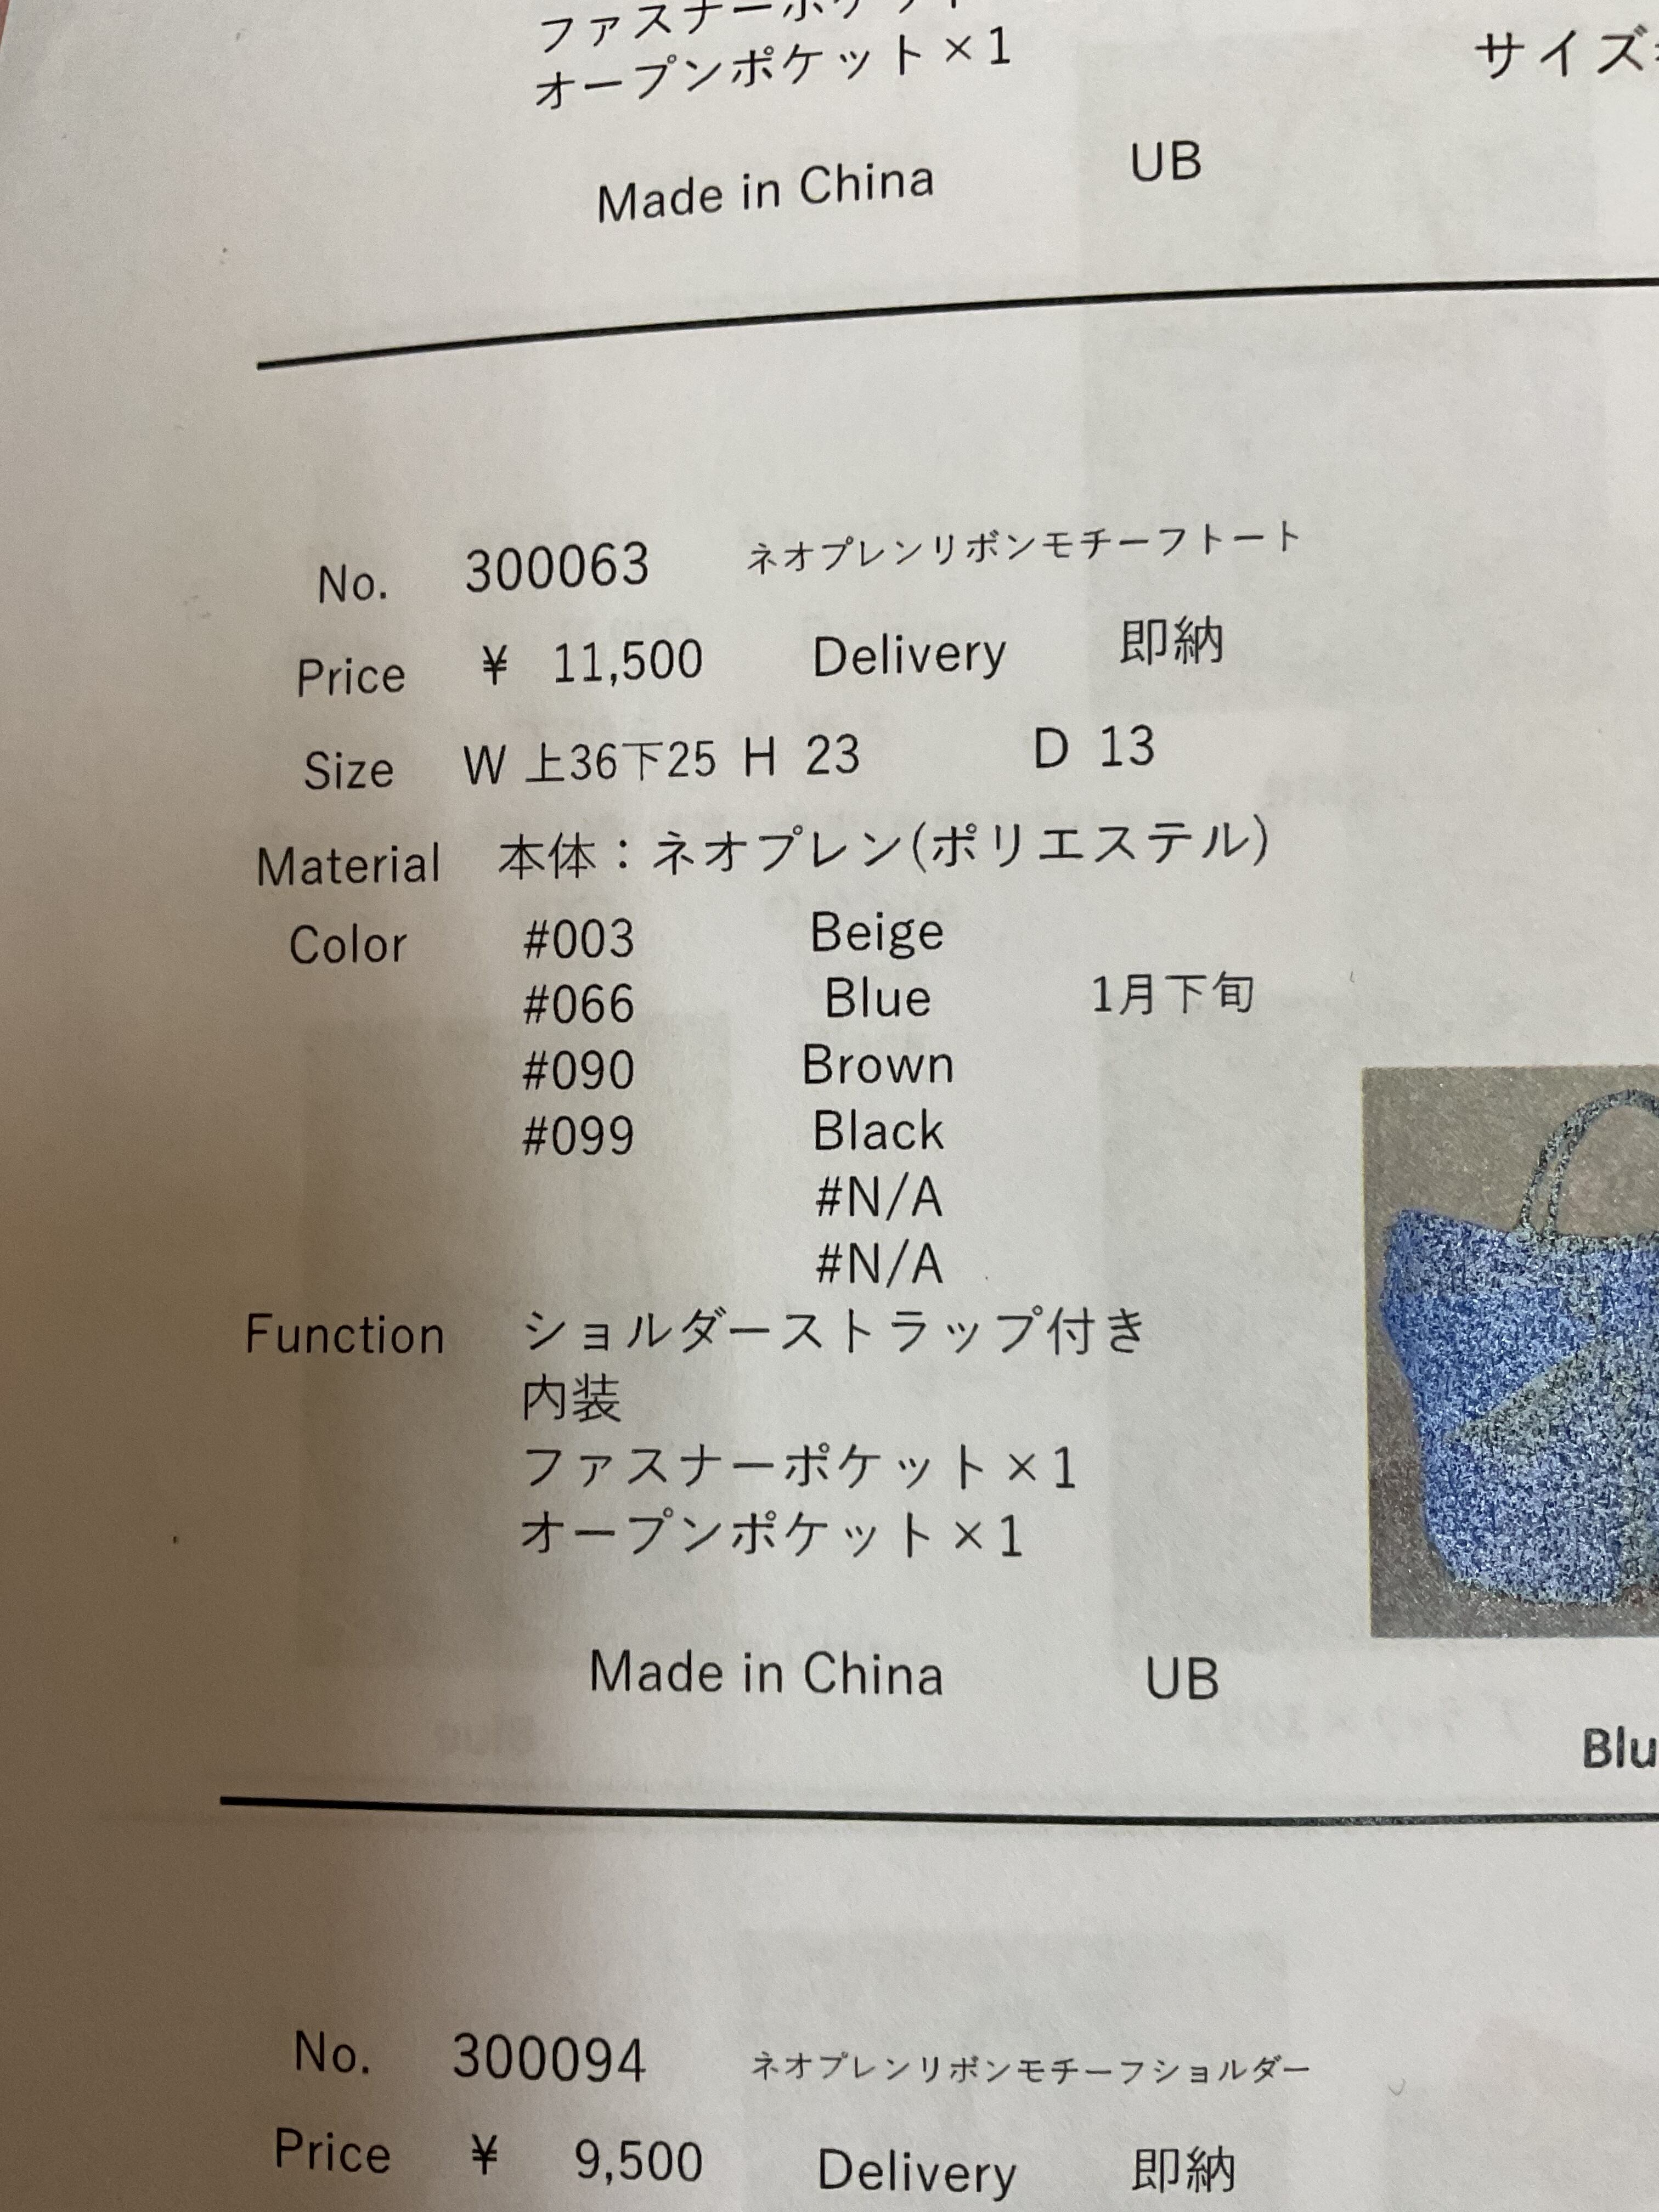 オープンポケット×1
サイズ
Made in China UB
No. 300063 ネオプレンリボンモチーフトート
Price ¥ 11,500 Delivery 即納
Size W 上36下25 H 23 D 13
Material 本体：ネオプレン(ポリエステル)
Color #003 Beige
#066 Blue 1月下旬
#090 Brown
#099 Black
#N/A
#N/A
Function ショルダーストラップ付き
内装
ファスナーポケット×1
オープンポケット×1
Made in China UB
Blu
No. 300094 ネオプレンリボンモチーフショルダー
Price ¥ 9,500 Delivery 即納